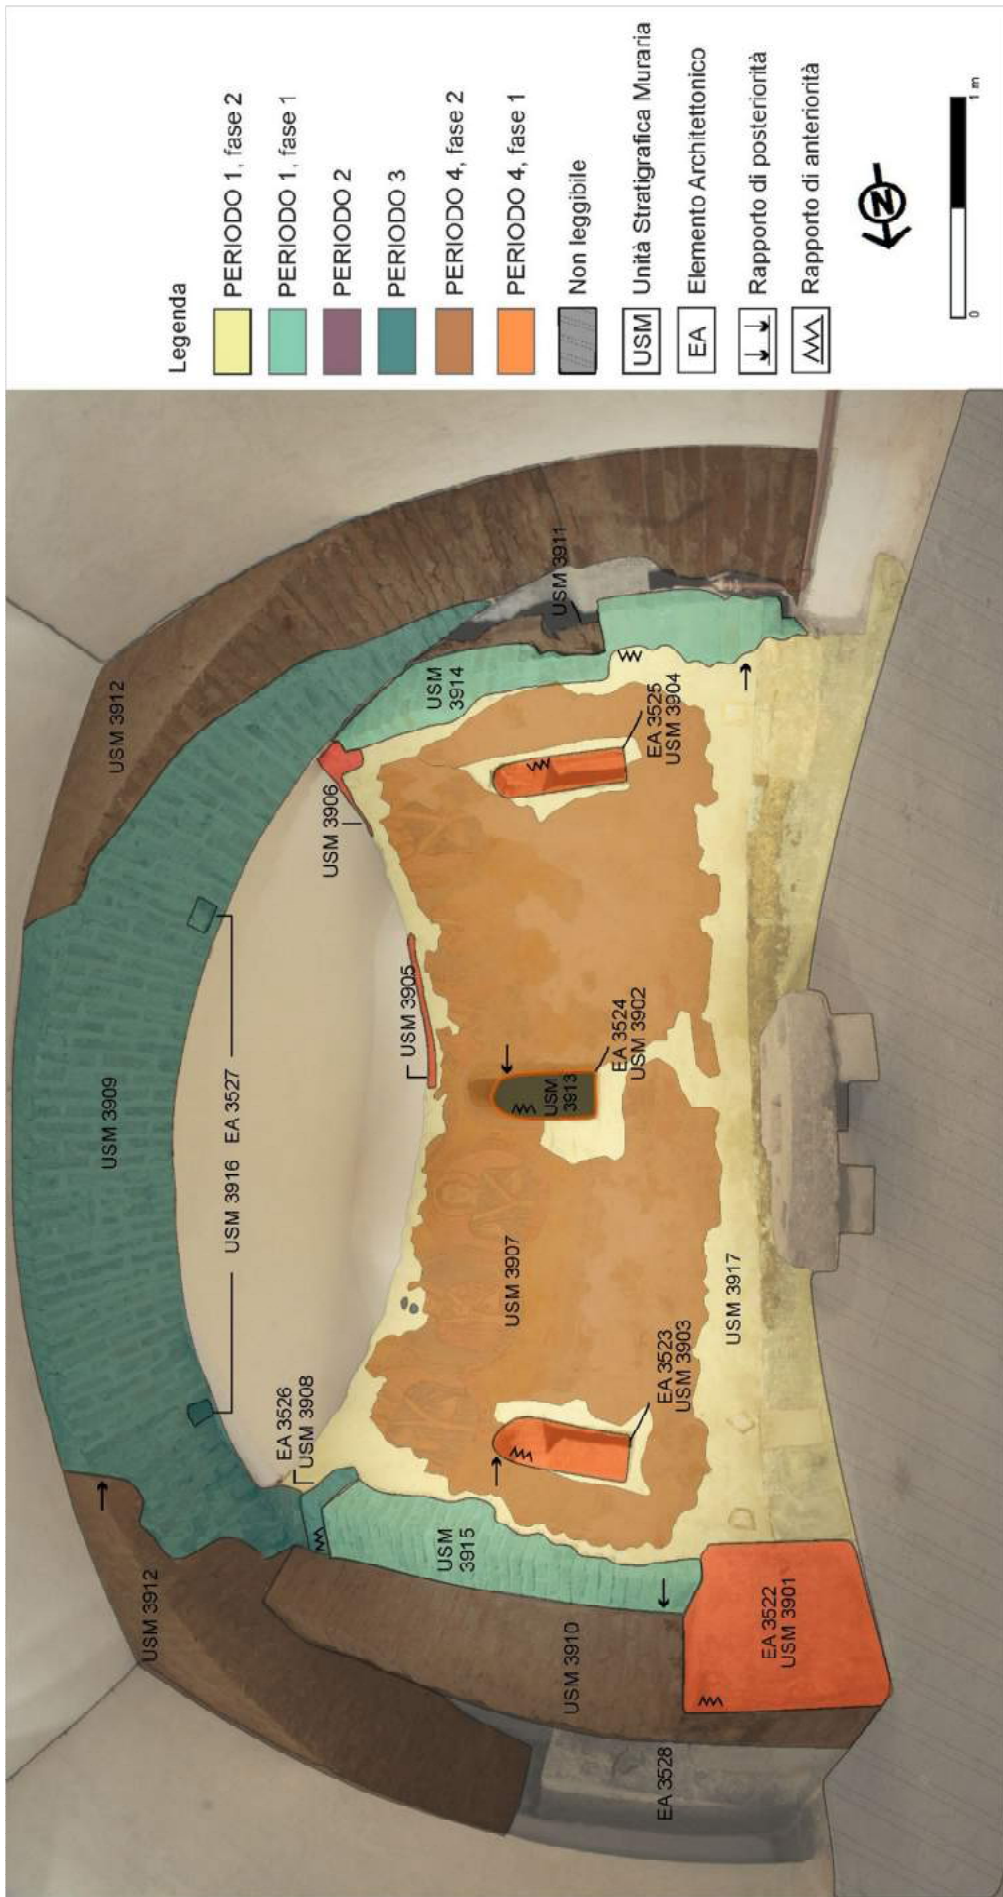 USM 3912
USM 3909
USM 3912
USM 3916
EA 3527
EA 3526
USM 3908
USM 3906
USM 3905
USM
3914
USM 3911
USM
3915
USM 3910
USM 3907
EA 3523
USM 3903
USM
3913
EA 3524
USM 3902
EA 3525
USM 3904
USM 3917
EA 3522
USM 3901
EA 3528
Legenda
PERIODO 1, fase 2
PERIODO 1, fase 1
PERIODO 2
PERIODO 3
PERIODO 4, fase 2
PERIODO 4, fase 1
Non leggibile
USM Unità Stratigrafica Muraria
EA Elemento Architettonico
Rapporto di posteriorità
Rapporto di anteriorità
N
0 1 m